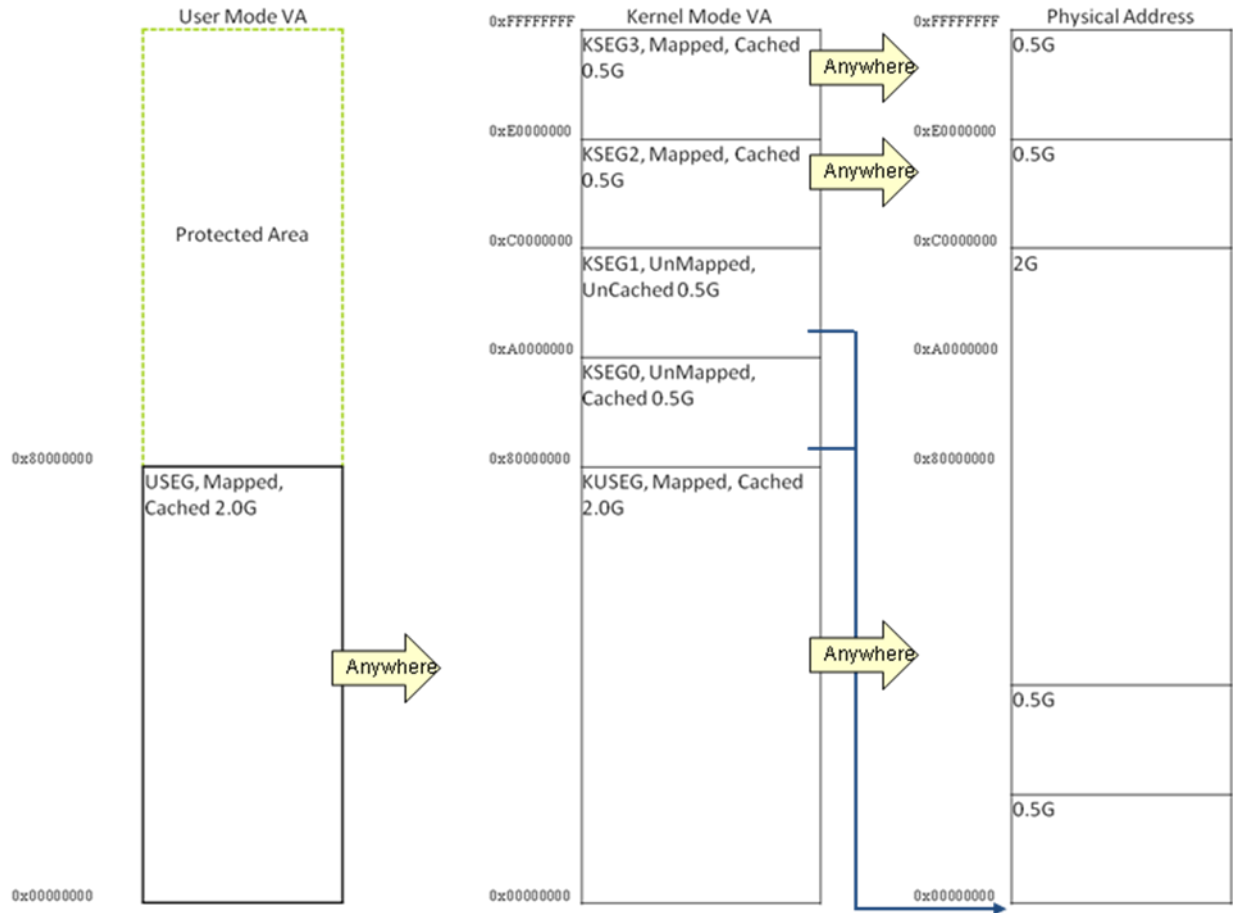 User Mode VA
Protected Area
0x80000000
USEG, Mapped,
Cached 2.0G
Anywhere
0x00000000
Kernel Mode VA
0xFFFFFFFF
KSEG3, Mapped, Cached
0.5G
Anywhere
0xE0000000
KSEG2, Mapped, Cached
0.5G
Anywhere
0xC0000000
KSEG1, UnMapped,
UnCached 0.5G
0xA0000000
KSEG0, UnMapped,
Cached 0.5G
0x80000000
KUSEG, Mapped, Cached
2.0G
Anywhere
0x00000000
Physical Address
0xFFFFFFFF
0.5G
0xE0000000
0.5G
0xC0000000
2G
0xA0000000
0x80000000
0.5G
0.5G
0x00000000